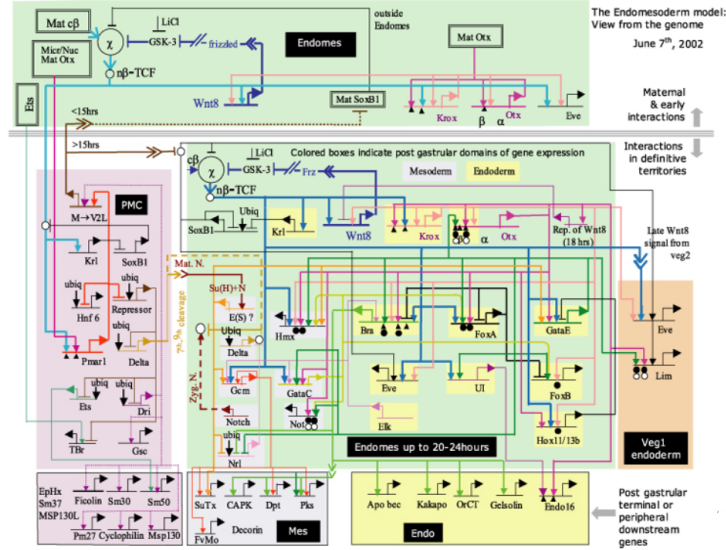 The Endomesoderm model:
View from the genome
June 7th, 2002
Mat cβ
Micr/Nuc
Mat Otx
χ
LiCl
GSK-3
frizzled
Endomes
outside
Endomes
Mat Otx
nβ-TCF
Ets
<15hrs
Wnt8
Mat SoxB1
Krox
β α Otx
Eve
Maternal
& early
interactions
>15hrs
Interactions
in definitive
territories
cβ
χ
LiCl
GSK-3
Frz
Colored boxes indicate post gastrular domains of gene expression
Mesoderm
Endoderm
nβ-TCF
PMC
M→V2L
Krl
SoxB1
ubiq
ubiq
Hnf 6
Repressor
ubiq
Pmar1
Delta
Ets
ubiq
ubiq
Dri
TBr
Gsc
SoxB1
Ubiq
Krl
Wnt8
Krox
β α
Otx
Rep. of Wnt8
(18 hrs)
Late Wnt8
signal from
veg2
Mat. N.
7th, 9th cleavage
Su(H)+N
E(S) ?
Ubiq
Delta
Zyg. N.
Hmx
Bra
FoxA
GataE
Eve
Lim
Gcm
GataC
Eve
UI
FoxB
Notch
Not
Elk
Hox11/13b
ubiq
Nrl
Endomes up to 20-24hours
Veg1
endoderm
EpHx
Sm37
MSP130L
Ficolin
Sm30
Sm50
Pm27
Cyclophilin
Msp130
SuTx
CAPK
Dpt
Pks
FvMo
Decorin
Mes
Apo bec
Kakapo
OrCT
Gelsolin
Endo16
Endo
Post gastrular
terminal or
peripheral
downstream
genes